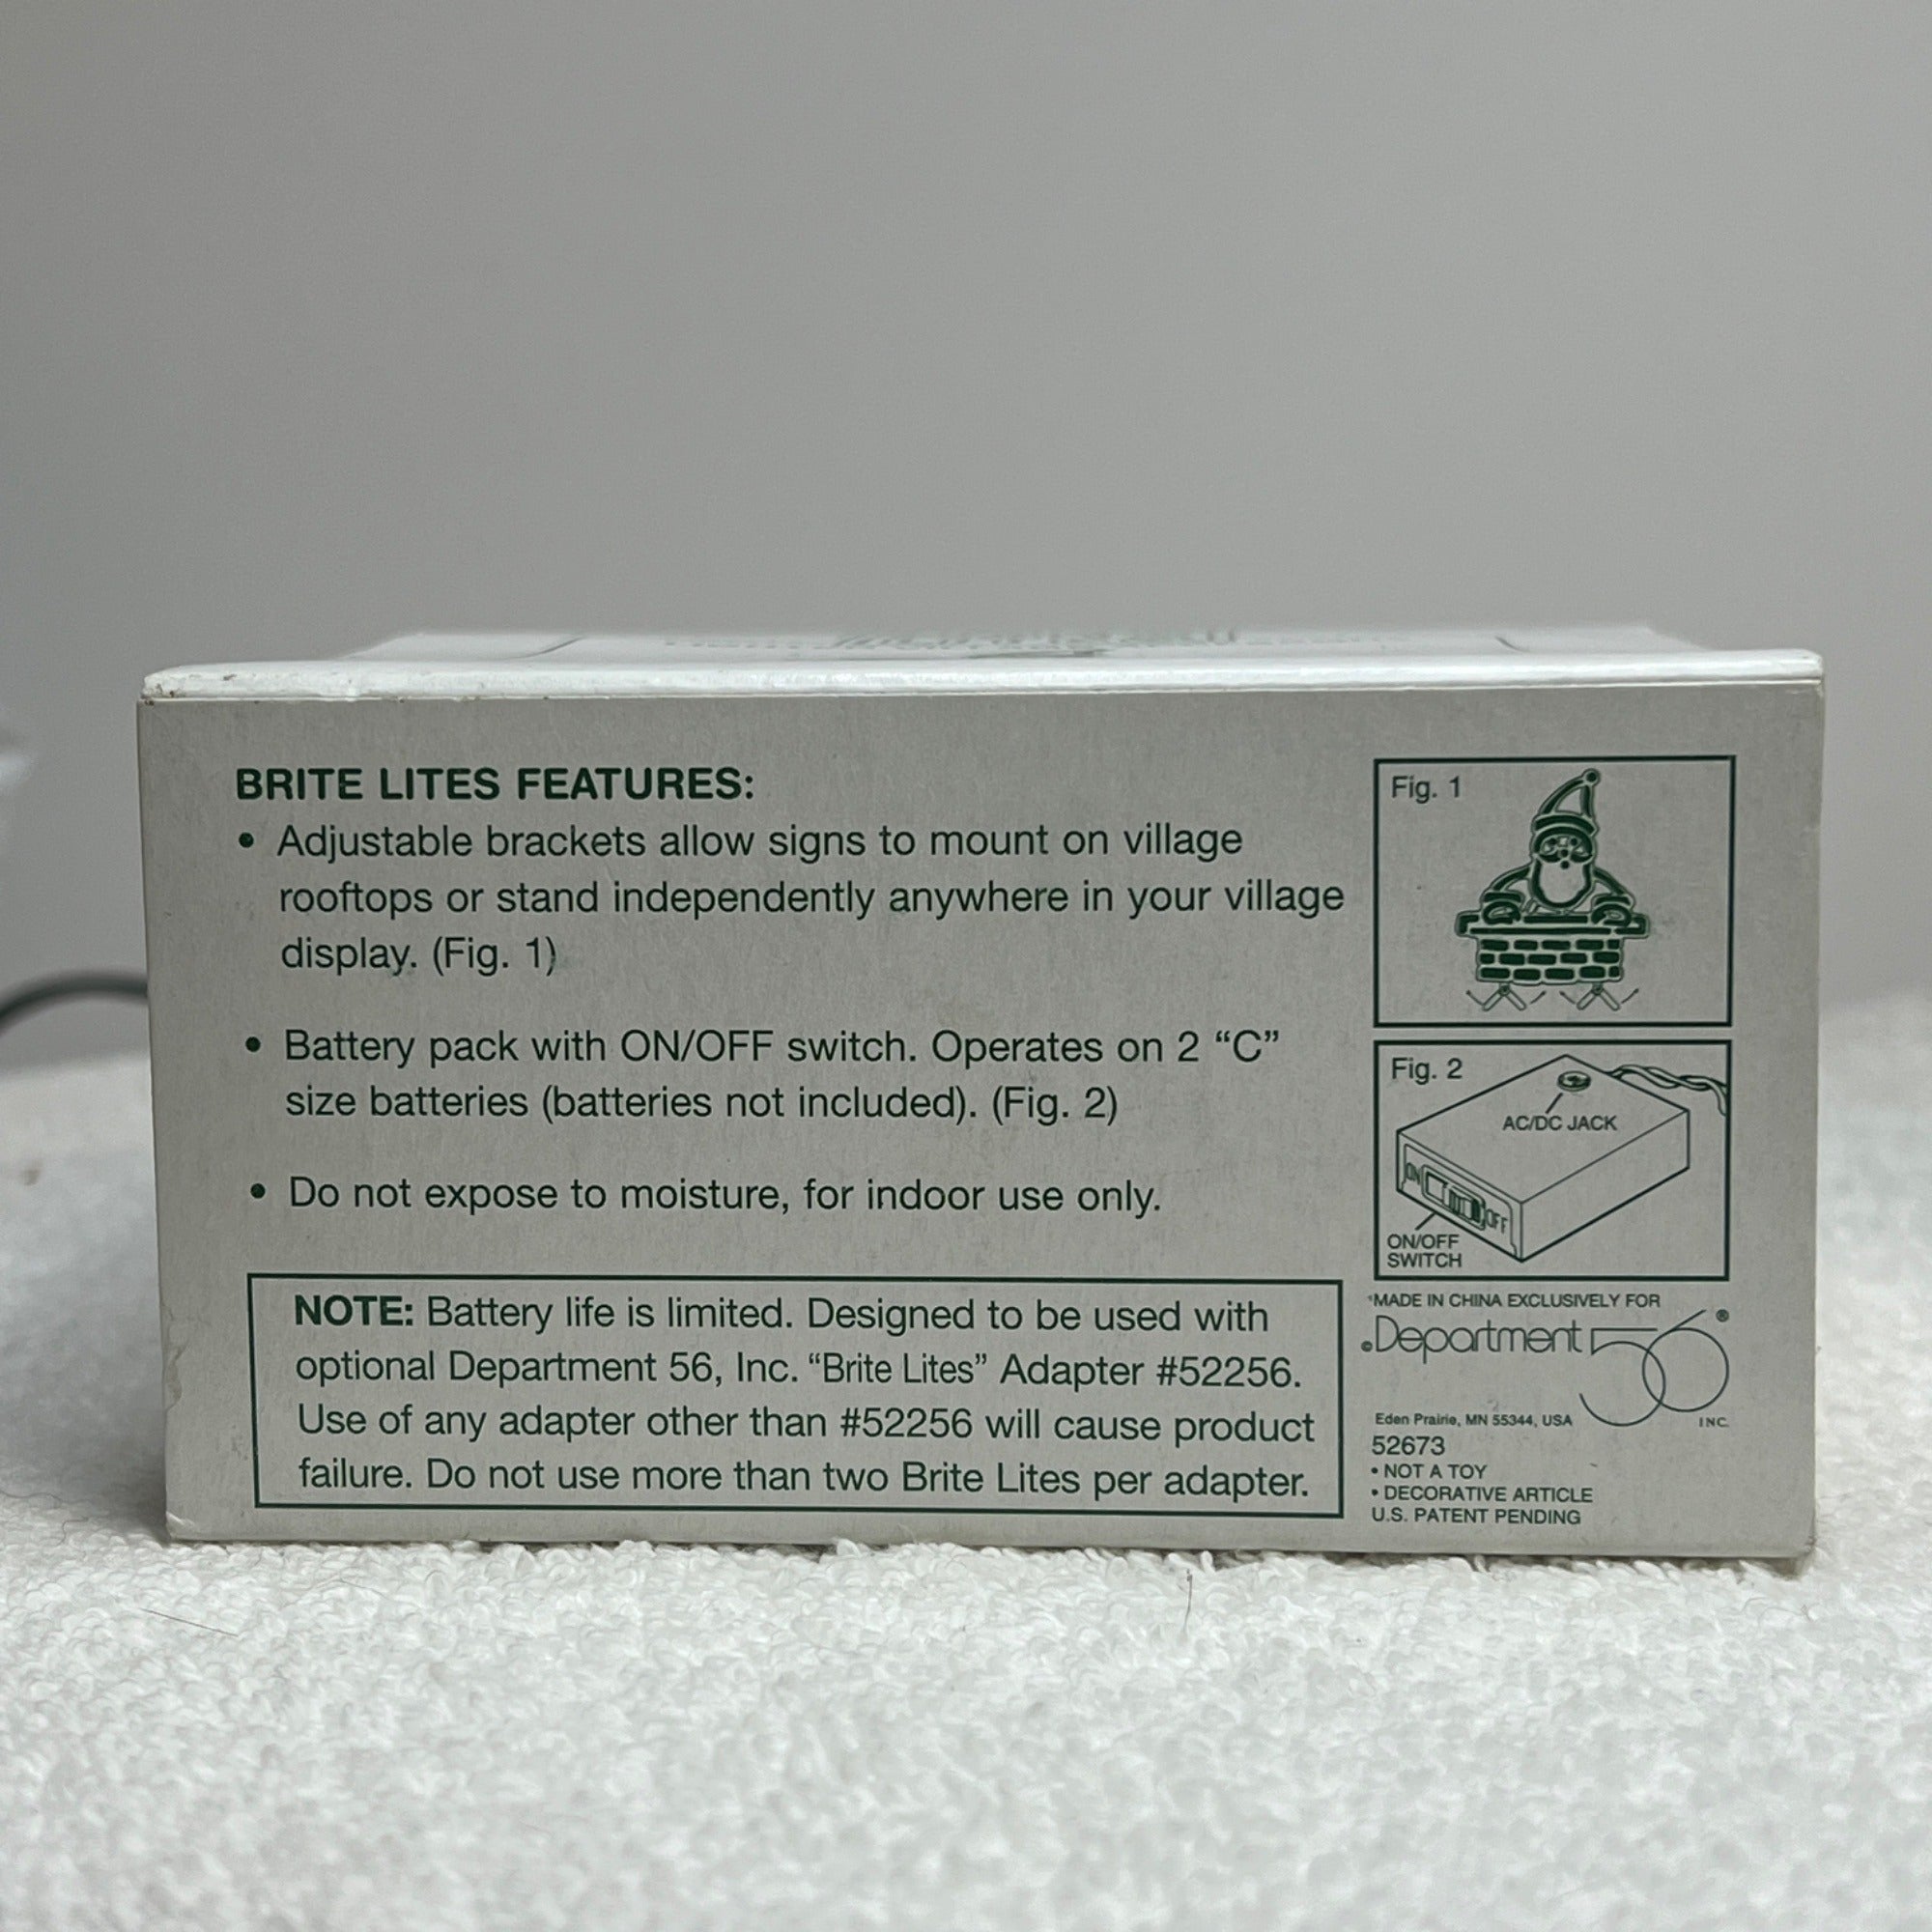 BRITE LITES FEATURES:
• Adjustable brackets allow signs to mount on village
rooftops or stand independently anywhere in your village
display. (Fig. 1)
• Battery pack with ON/OFF switch. Operates on 2 “C”
size batteries (batteries not included). (Fig. 2)
• Do not expose to moisture, for indoor use only.
NOTE: Battery life is limited. Designed to be used with
optional Department 56, Inc. “Brite Lites” Adapter #52256.
Use of any adapter other than #52256 will cause product
failure. Do not use more than two Brite Lites per adapter.
Fig. 1
Fig. 2
AC/DC JACK
ON
OFF
ON/OFF
SWITCH
MADE IN CHINA EXCLUSIVELY FOR
Department 56®
INC.
Eden Prairie, MN 55344, USA
52673
• NOT A TOY
• DECORATIVE ARTICLE
U.S. PATENT PENDING